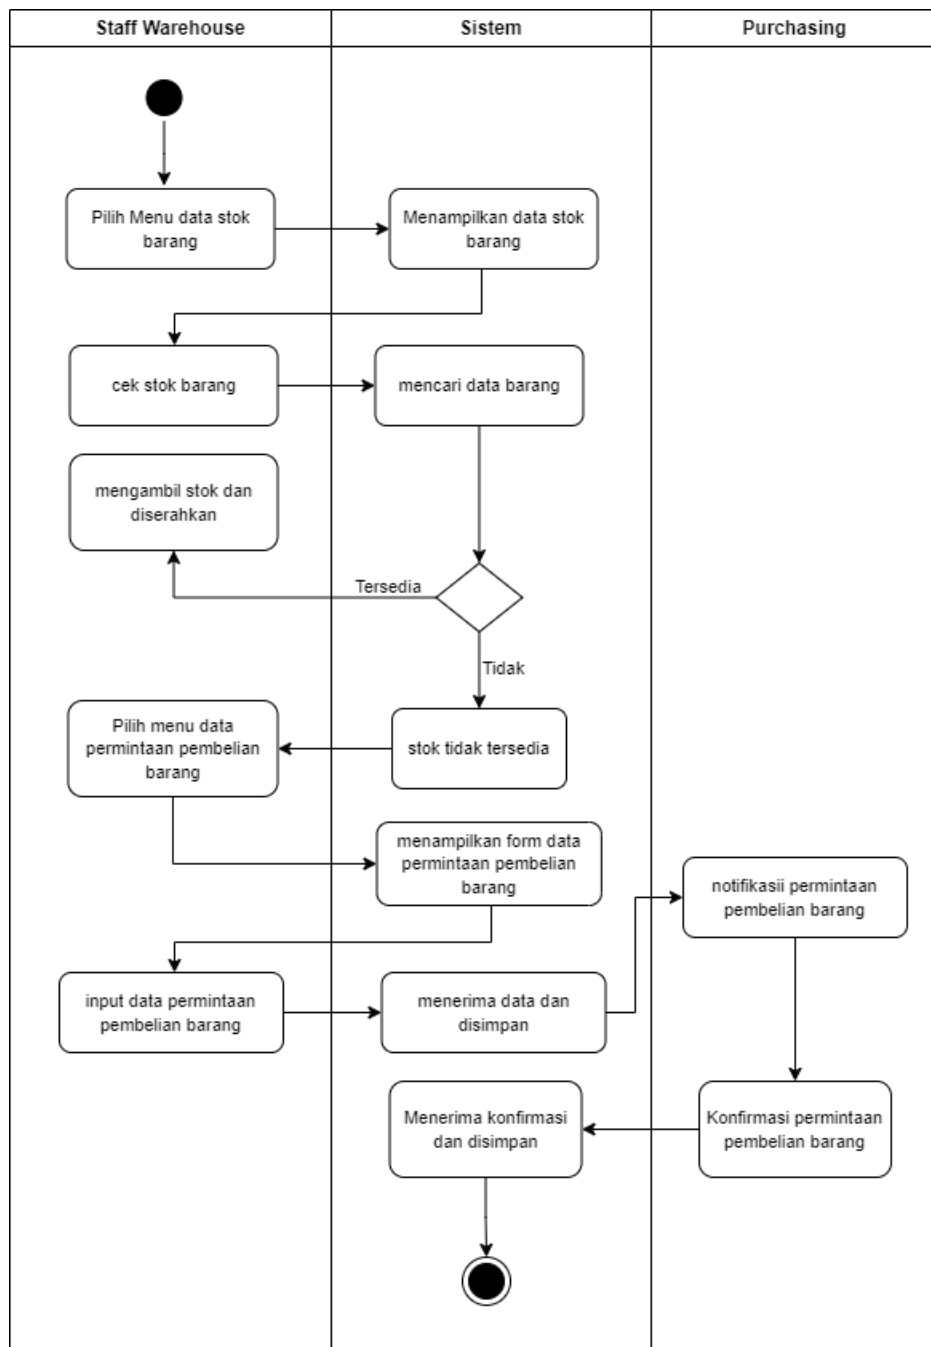 Staff Warehouse
Sistem
Purchasing
Pilih Menu data stok
barang
Menampilkan data stok
barang
cek stok barang
mencari data barang
mengambil stok dan
diserahkan
Tersedia
Tidak
Pilih menu data
permintaan pembelian
barang
stok tidak tersedia
menampilkan form data
permintaan pembelian
barang
notifikasii permintaan
pembelian barang
input data permintaan
pembelian barang
menerima data dan
disimpan
Menerima konfirmasi
dan disimpan
Konfirmasi permintaan
pembelian barang